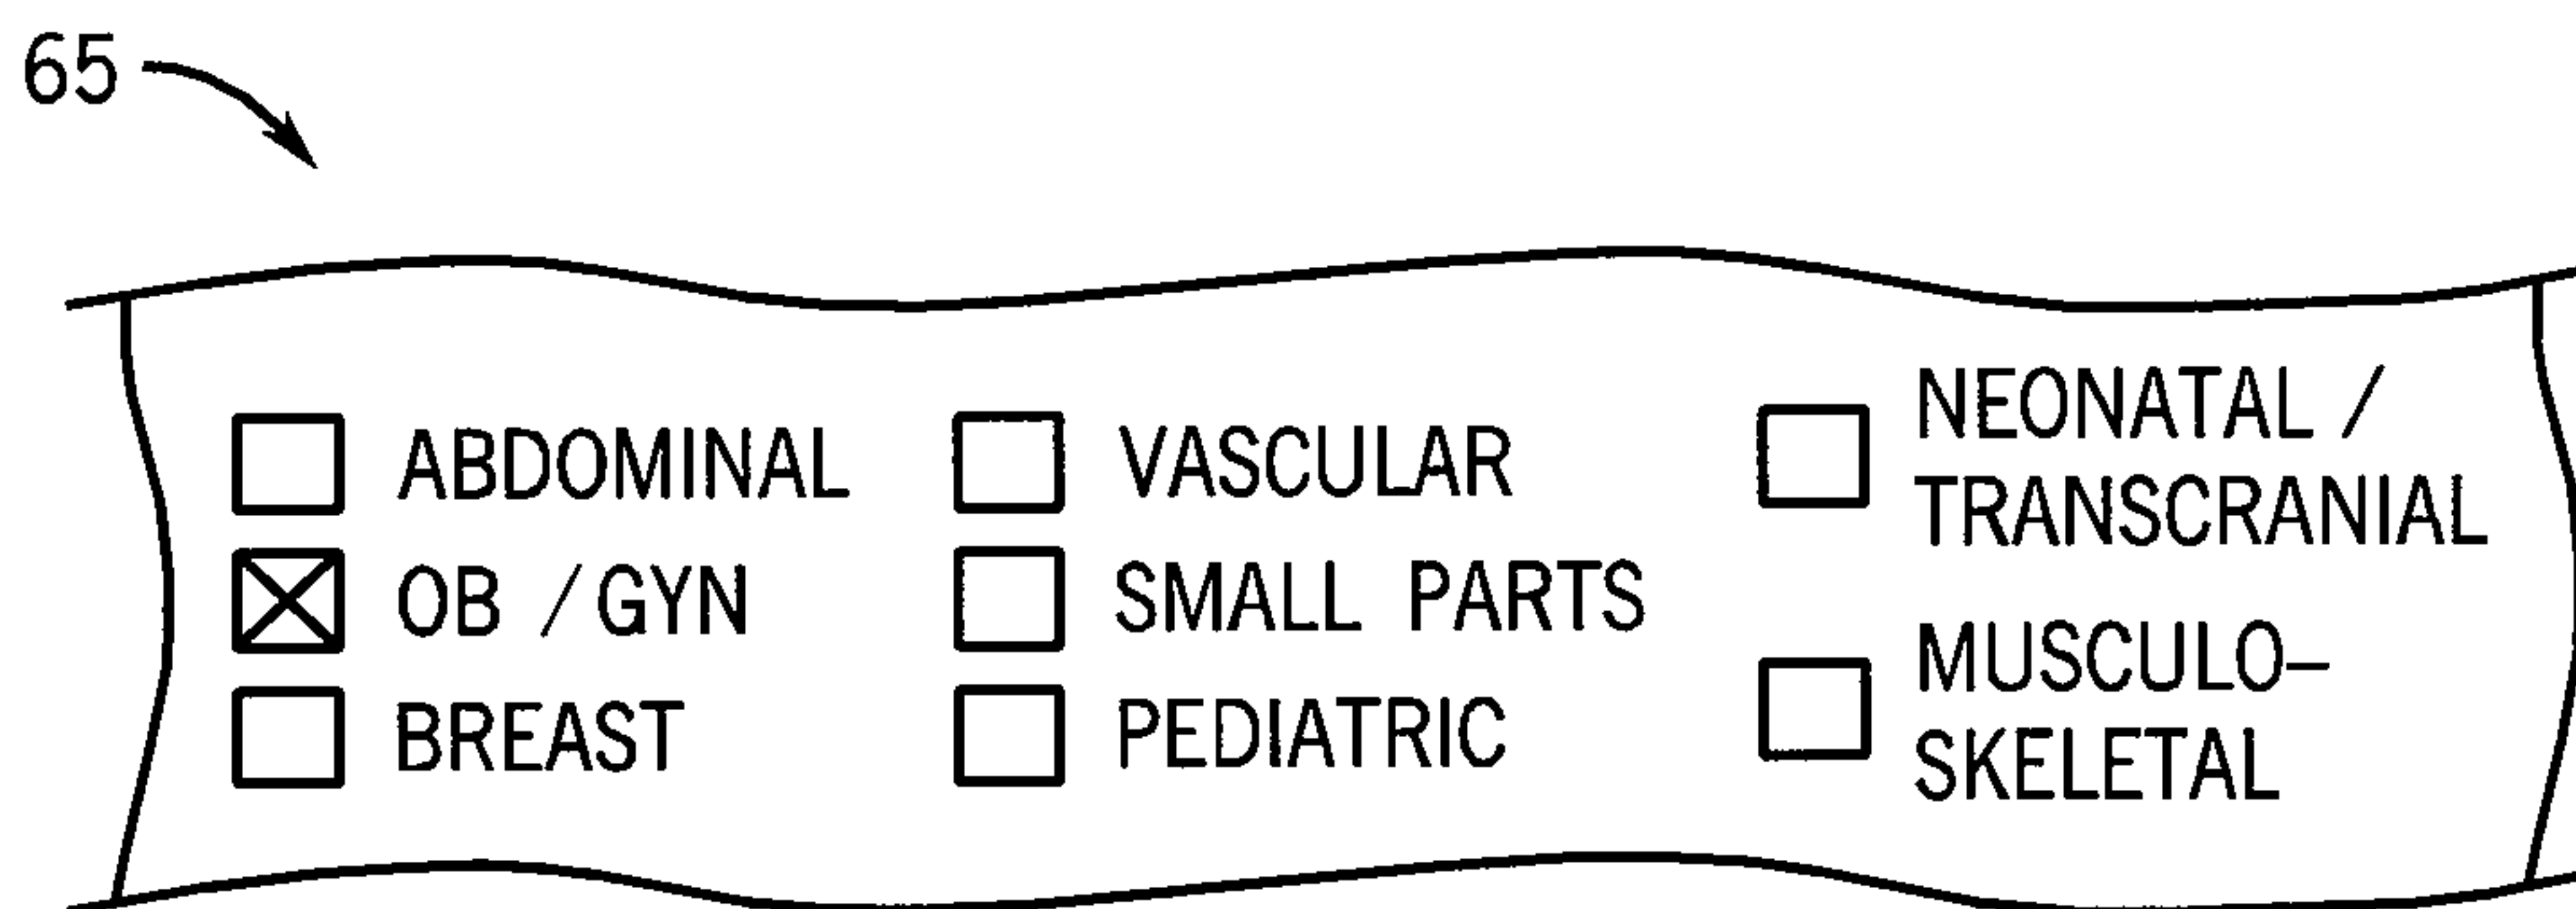 65
ABDOMINAL
OB / GYN
BREAST
VASCULAR
SMALL PARTS
PEDIATRIC
NEONATAL /
TRANSCRANIAL
MUSCULO-
SKELETAL